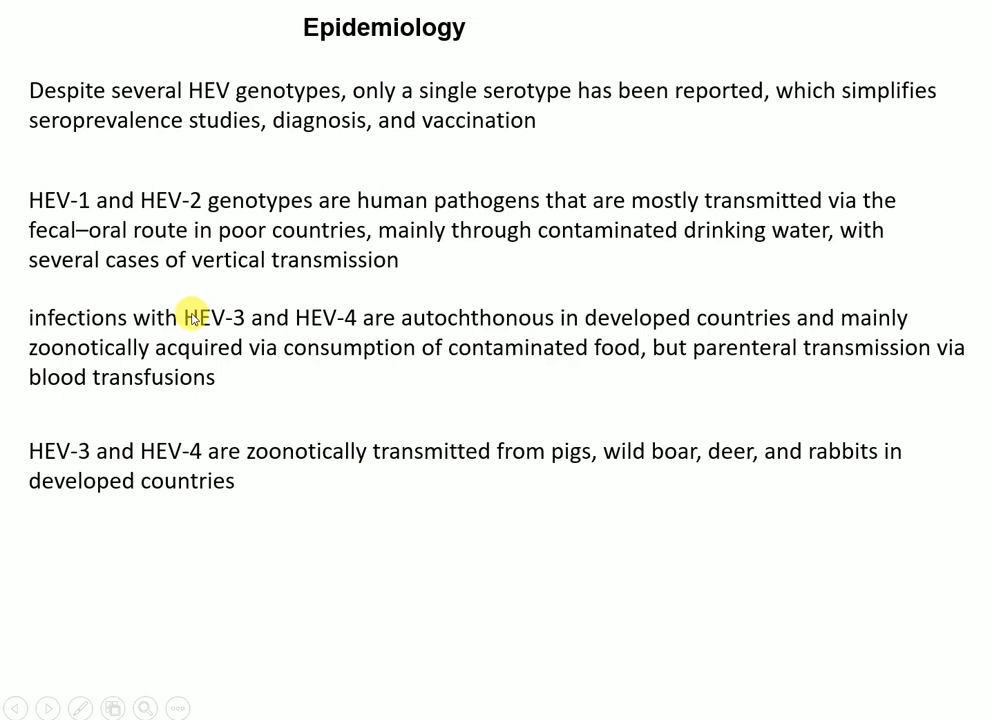 Epidemiology
Despite several HEV genotypes, only a single serotype has been reported, which simplifies
seroprevalence studies, diagnosis, and vaccination
HEV-1 and HEV-2 genotypes are human pathogens that are mostly transmitted via the
fecal–oral route in poor countries, mainly through contaminated drinking water, with
several cases of vertical transmission
infections with HEV-3 and HEV-4 are autochthonous in developed countries and mainly
zoonotically acquired via consumption of contaminated food, but parenteral transmission via
blood transfusions
HEV-3 and HEV-4 are zoonotically transmitted from pigs, wild boar, deer, and rabbits in
developed countries